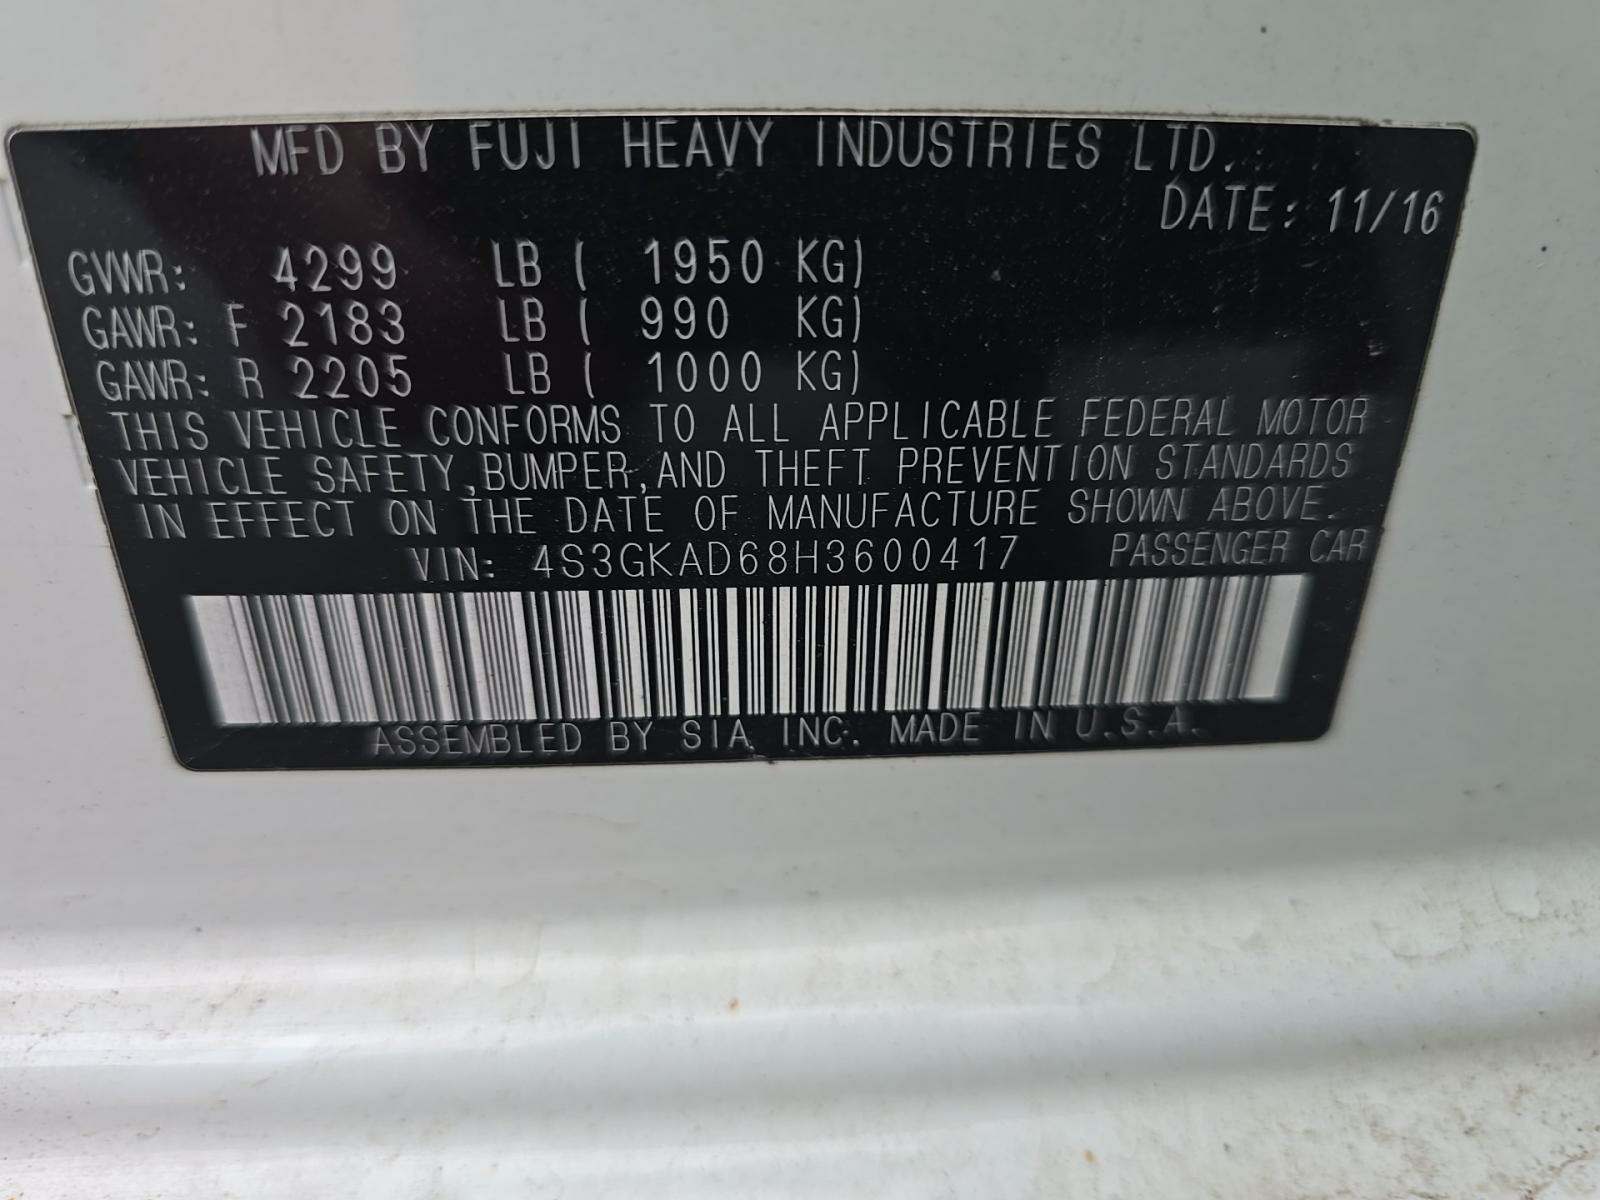 MFD BY FUJI HEAVY INDUSTRIES LTD.
DATE: 11/16
GVWR: 4299 LB ( 1950 KG)
GAWR: F 2183 LB ( 990 KG)
GAWR: R 2205 LB ( 1000 KG)
THIS VEHICLE CONFORMS TO ALL APPLICABLE FEDERAL MOTOR
VEHICLE SAFETY,BUMPER,AND THEFT PREVENTION STANDARDS
IN EFFECT ON THE DATE OF MANUFACTURE SHOWN ABOVE.
VIN: 4S3GKAD68H3600417 PASSENGER CAR
ASSEMBLED BY SIA INC. MADE IN U.S.A.